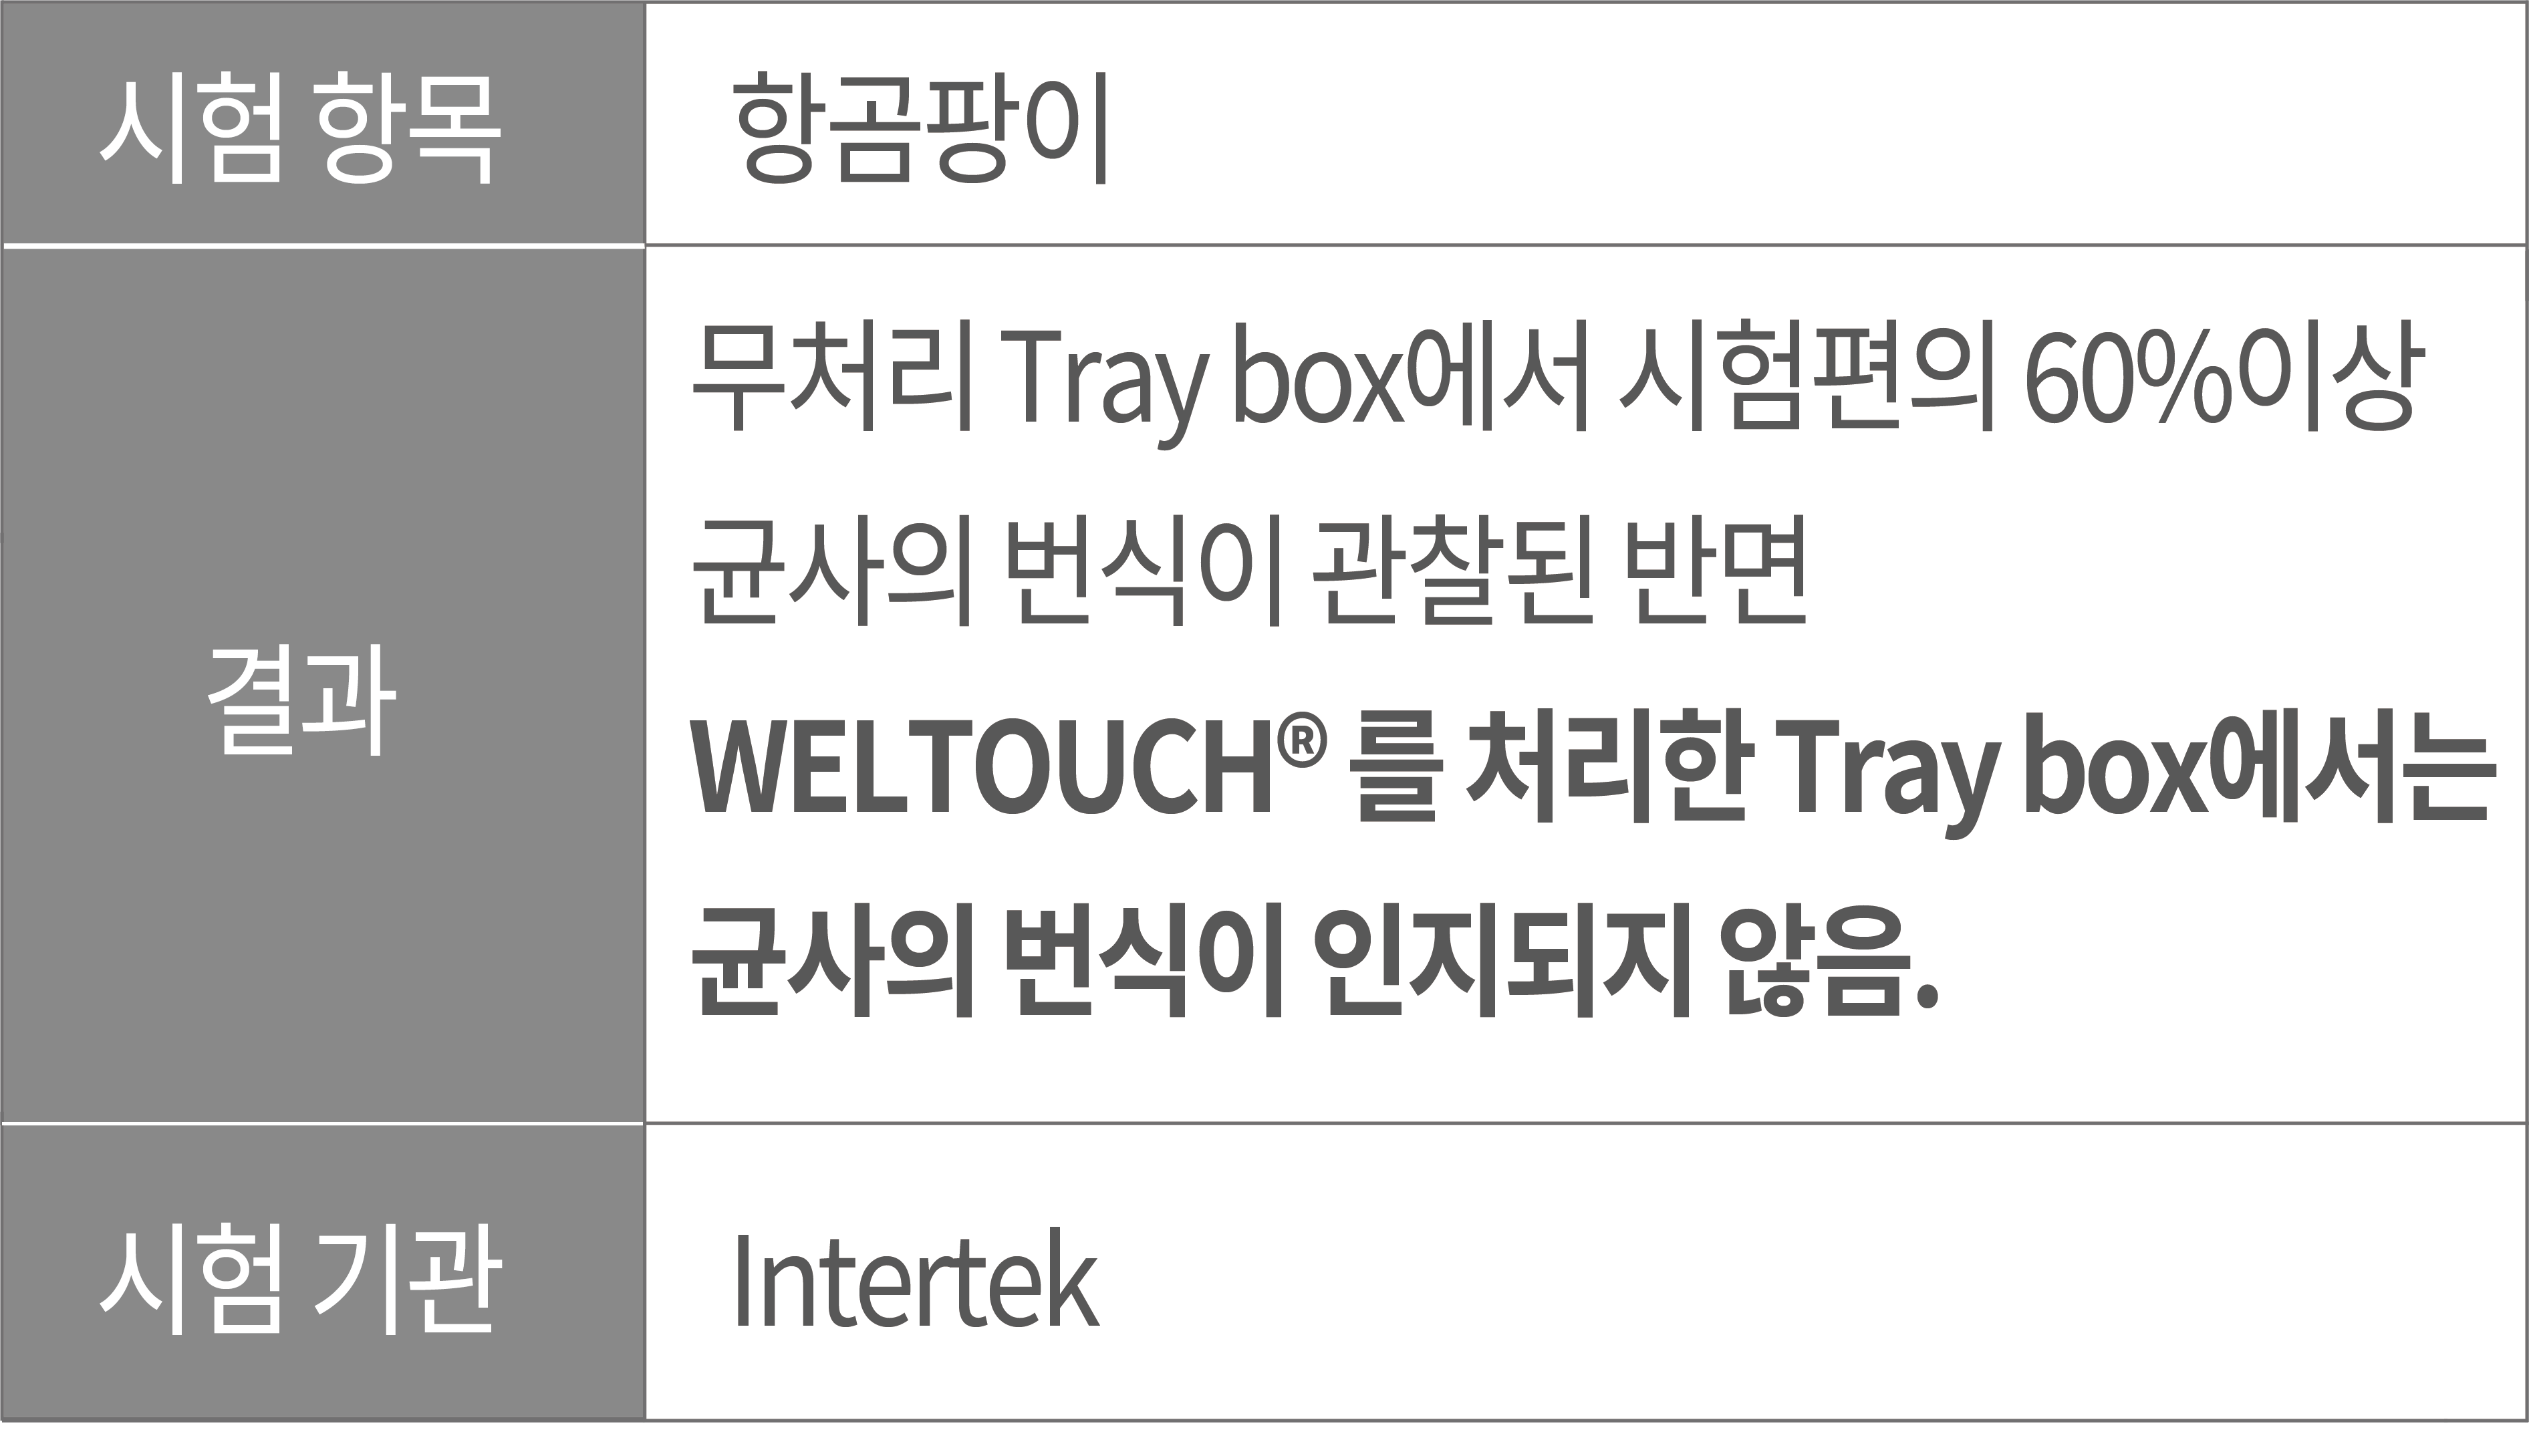 시험 항목
항곰팡이
결과
무처리 Tray box에서 시험편의 60%이상
균사의 번식이 관찰된 반면
WELTOUCH® 를 처리한 Tray box에서는
균사의 번식이 인지되지 않음.
시험 기관
Intertek